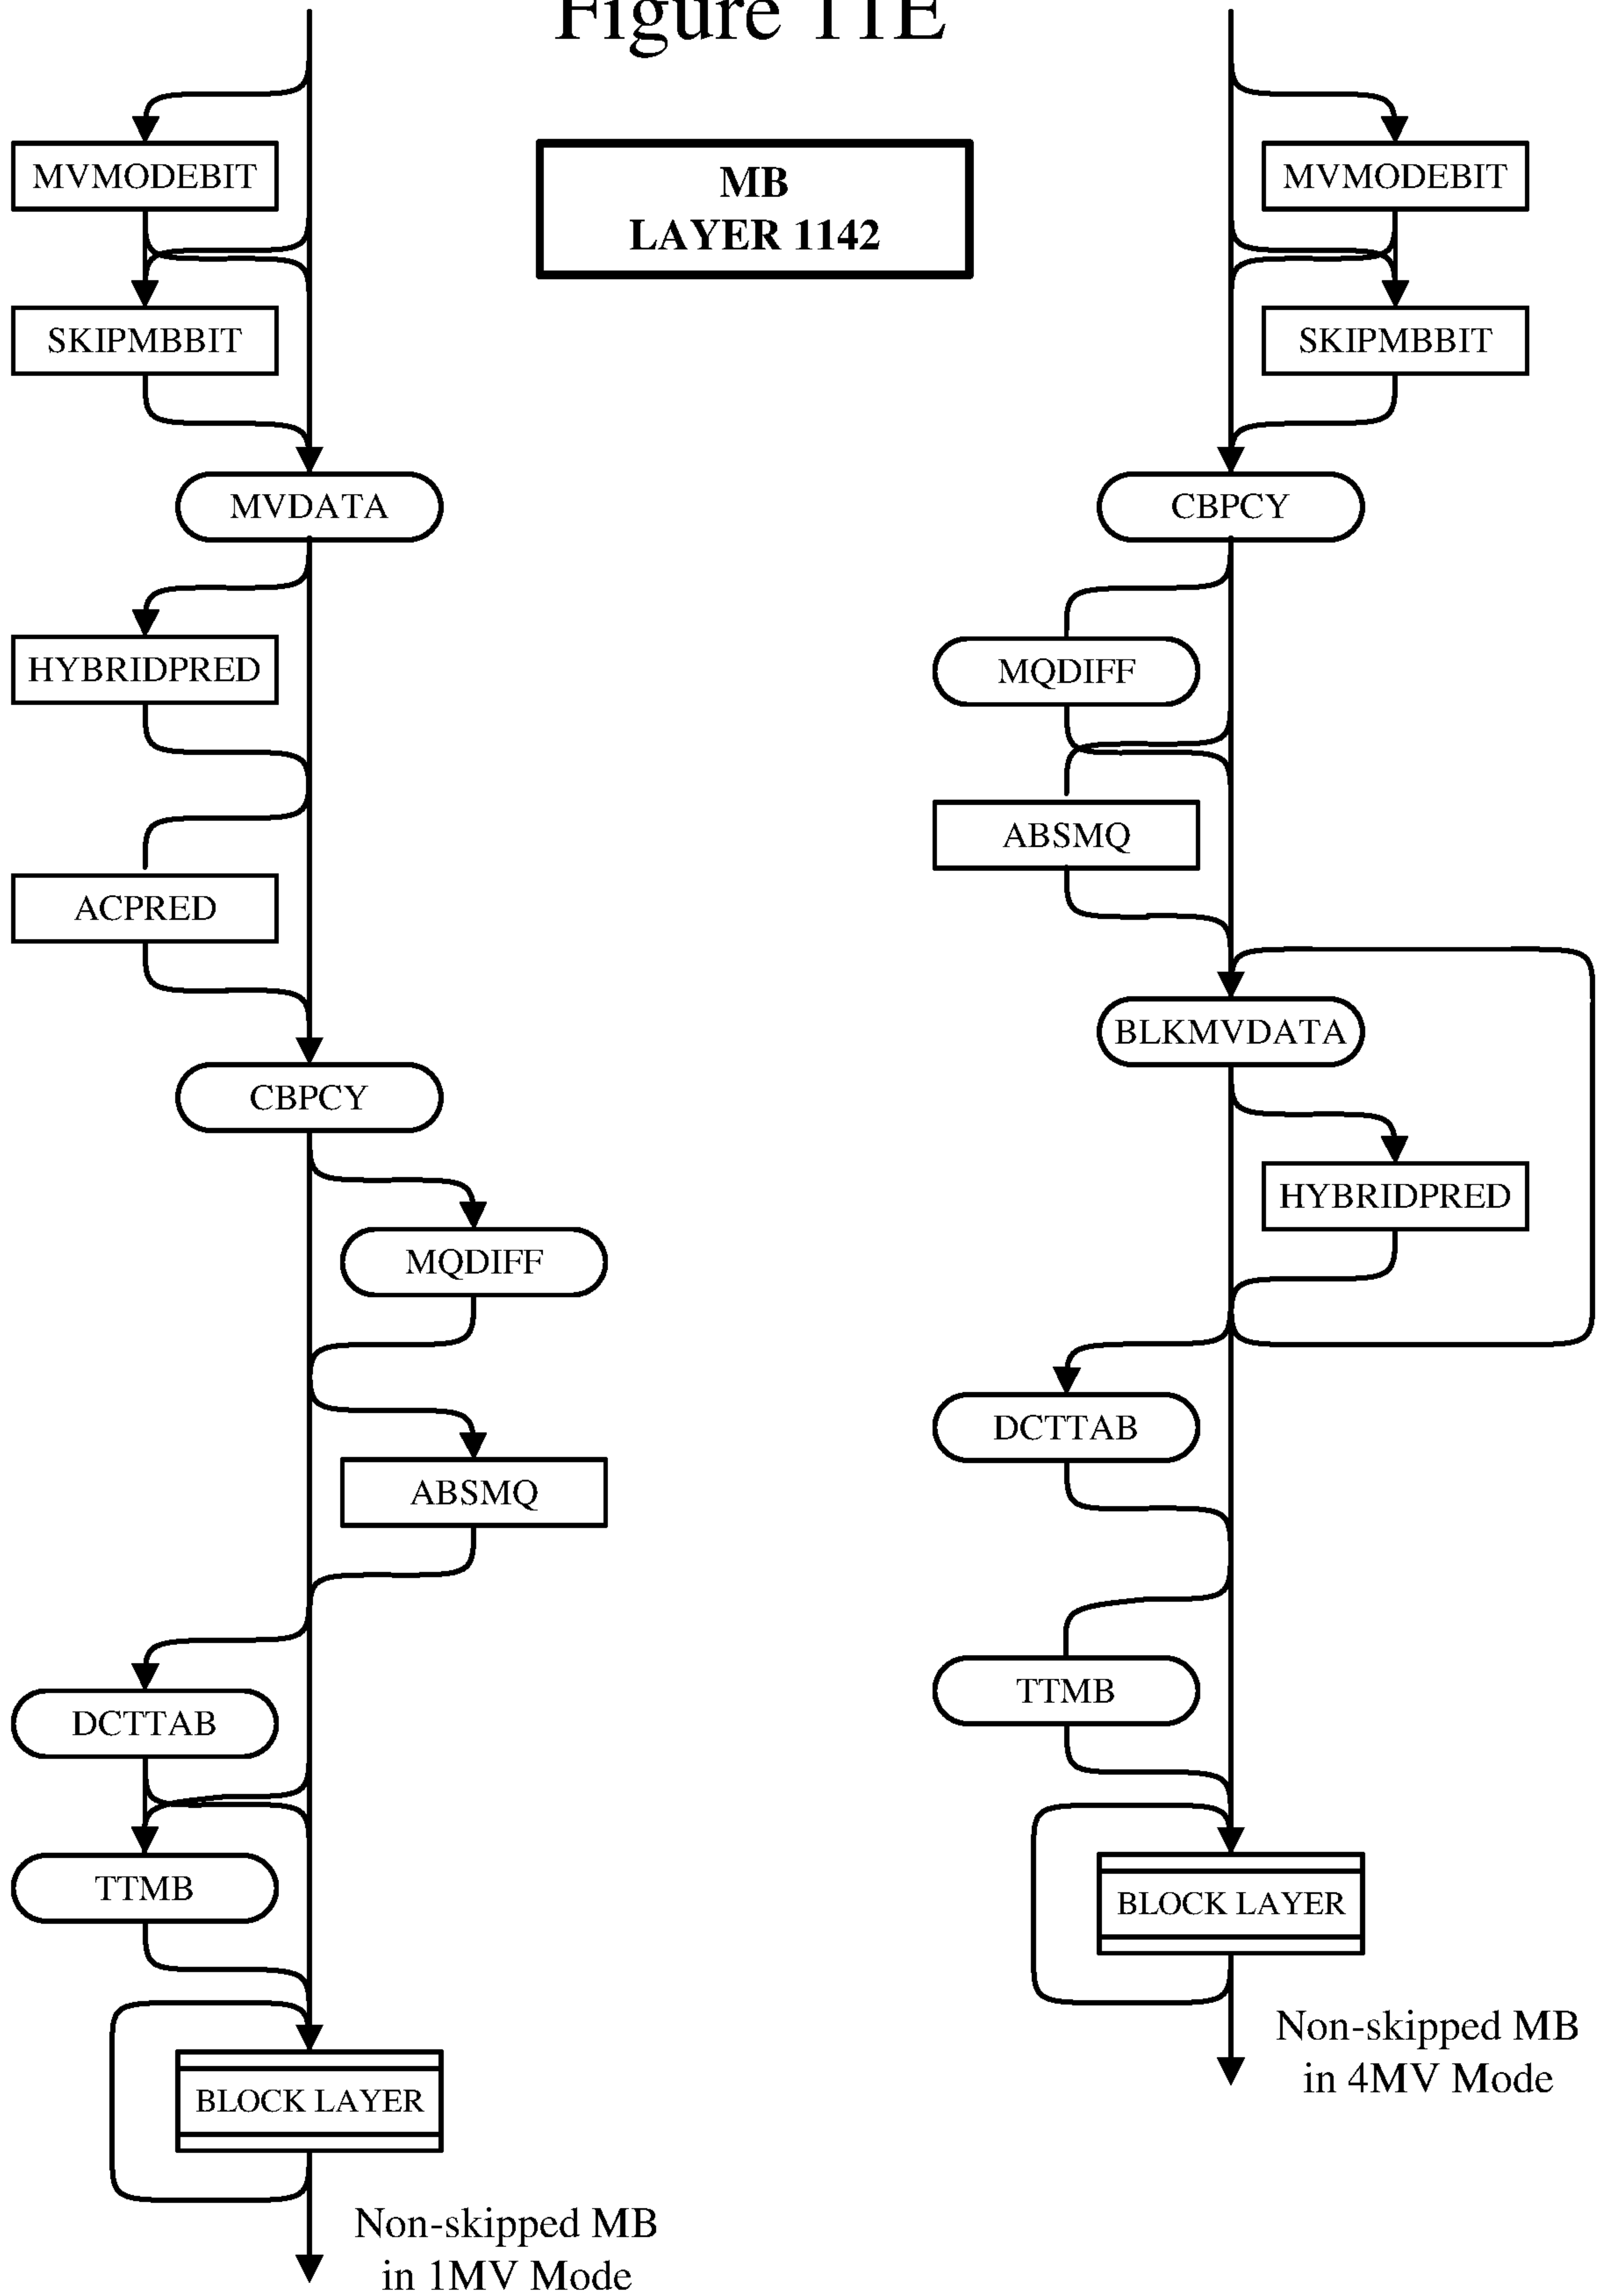 Figure 11E
MB
LAYER 1142
MVMODEBIT
SKIPMBBIT
MVDATA
HYBRIDPRED
ACPRED
CBPCY
MQDIFF
ABSMQ
DCTTAB
TTMB
BLOCK LAYER
Non-skipped MB
in 1MV Mode
MVMODEBIT
SKIPMBBIT
CBPCY
MQDIFF
ABSMQ
BLKMVDATA
HYBRIDPRED
DCTTAB
TTMB
BLOCK LAYER
Non-skipped MB
in 4MV Mode